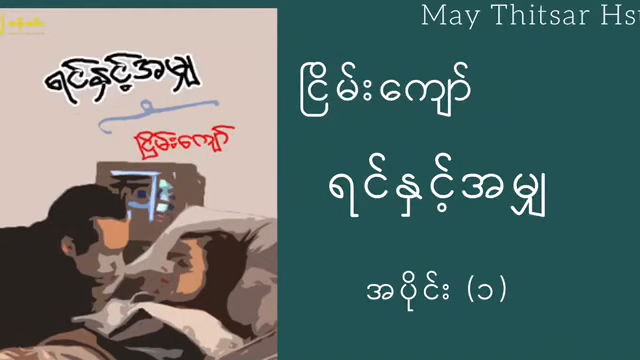 May Thitsar Hsu
ရင်နှင့်အမျှ
ငြိမ်းကျော်
ငြိမ်းကျော်
ရင်နှင့်အမျှ
အပိုင်း (၁)